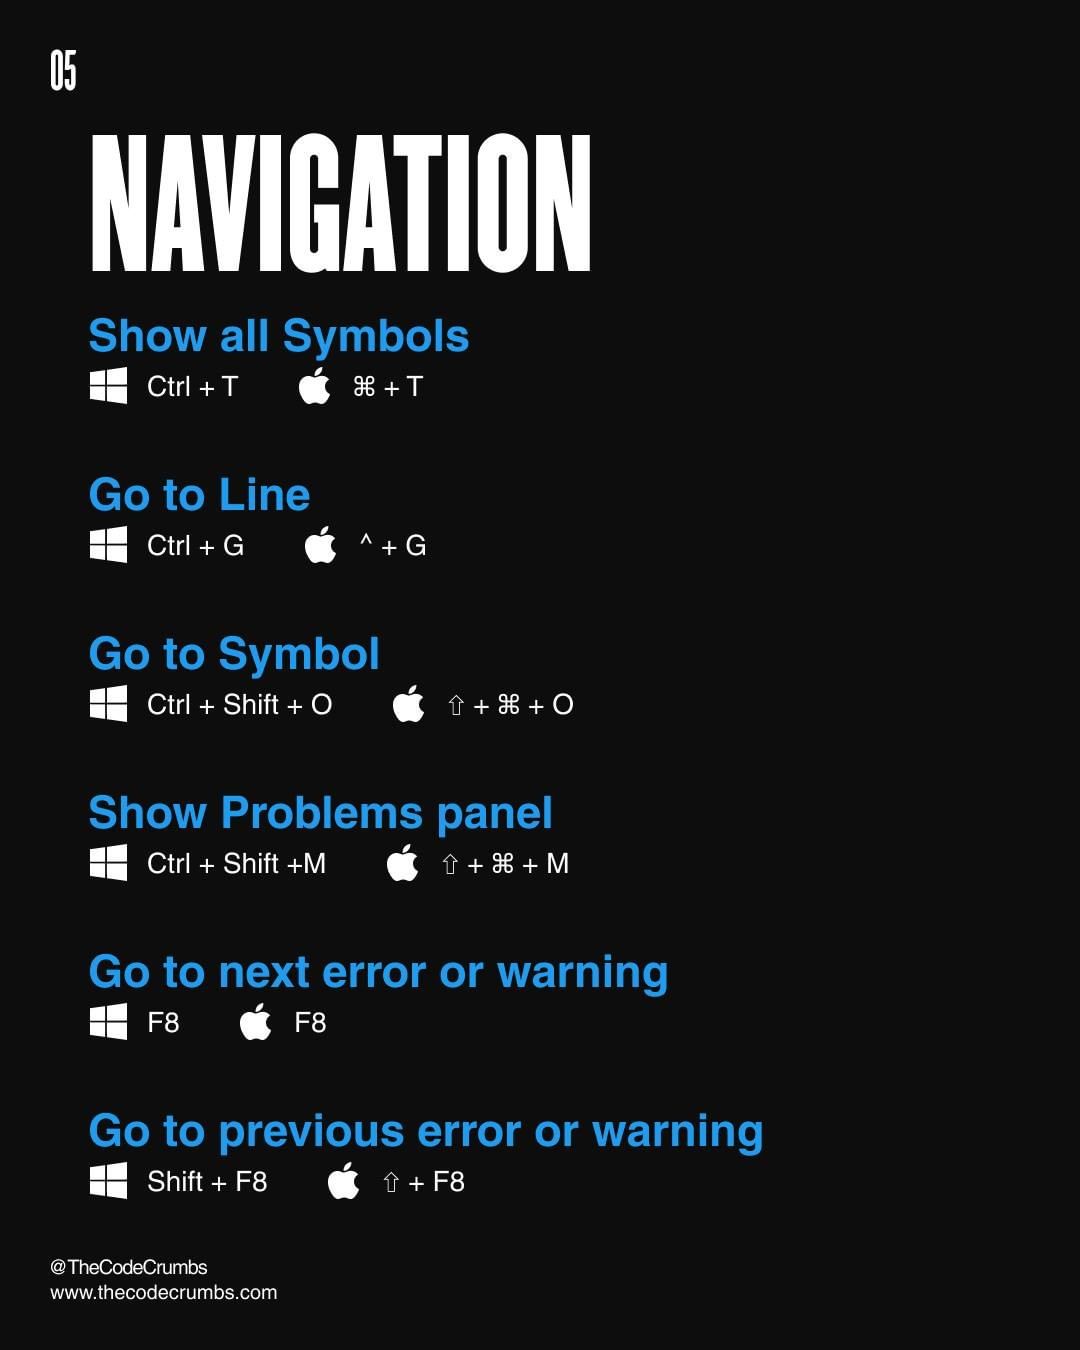 05
NAVIGATION
Show all Symbols
Ctrl + T ⌘ + T
Go to Line
Ctrl + G ^ + G
Go to Symbol
Ctrl + Shift + O ⇧ + ⌘ + O
Show Problems panel
Ctrl + Shift +M ⇧ + ⌘ + M
Go to next error or warning
F8 F8
Go to previous error or warning
Shift + F8 ⇧ + F8
@TheCodeCrumbs
www.thecodecrumbs.com